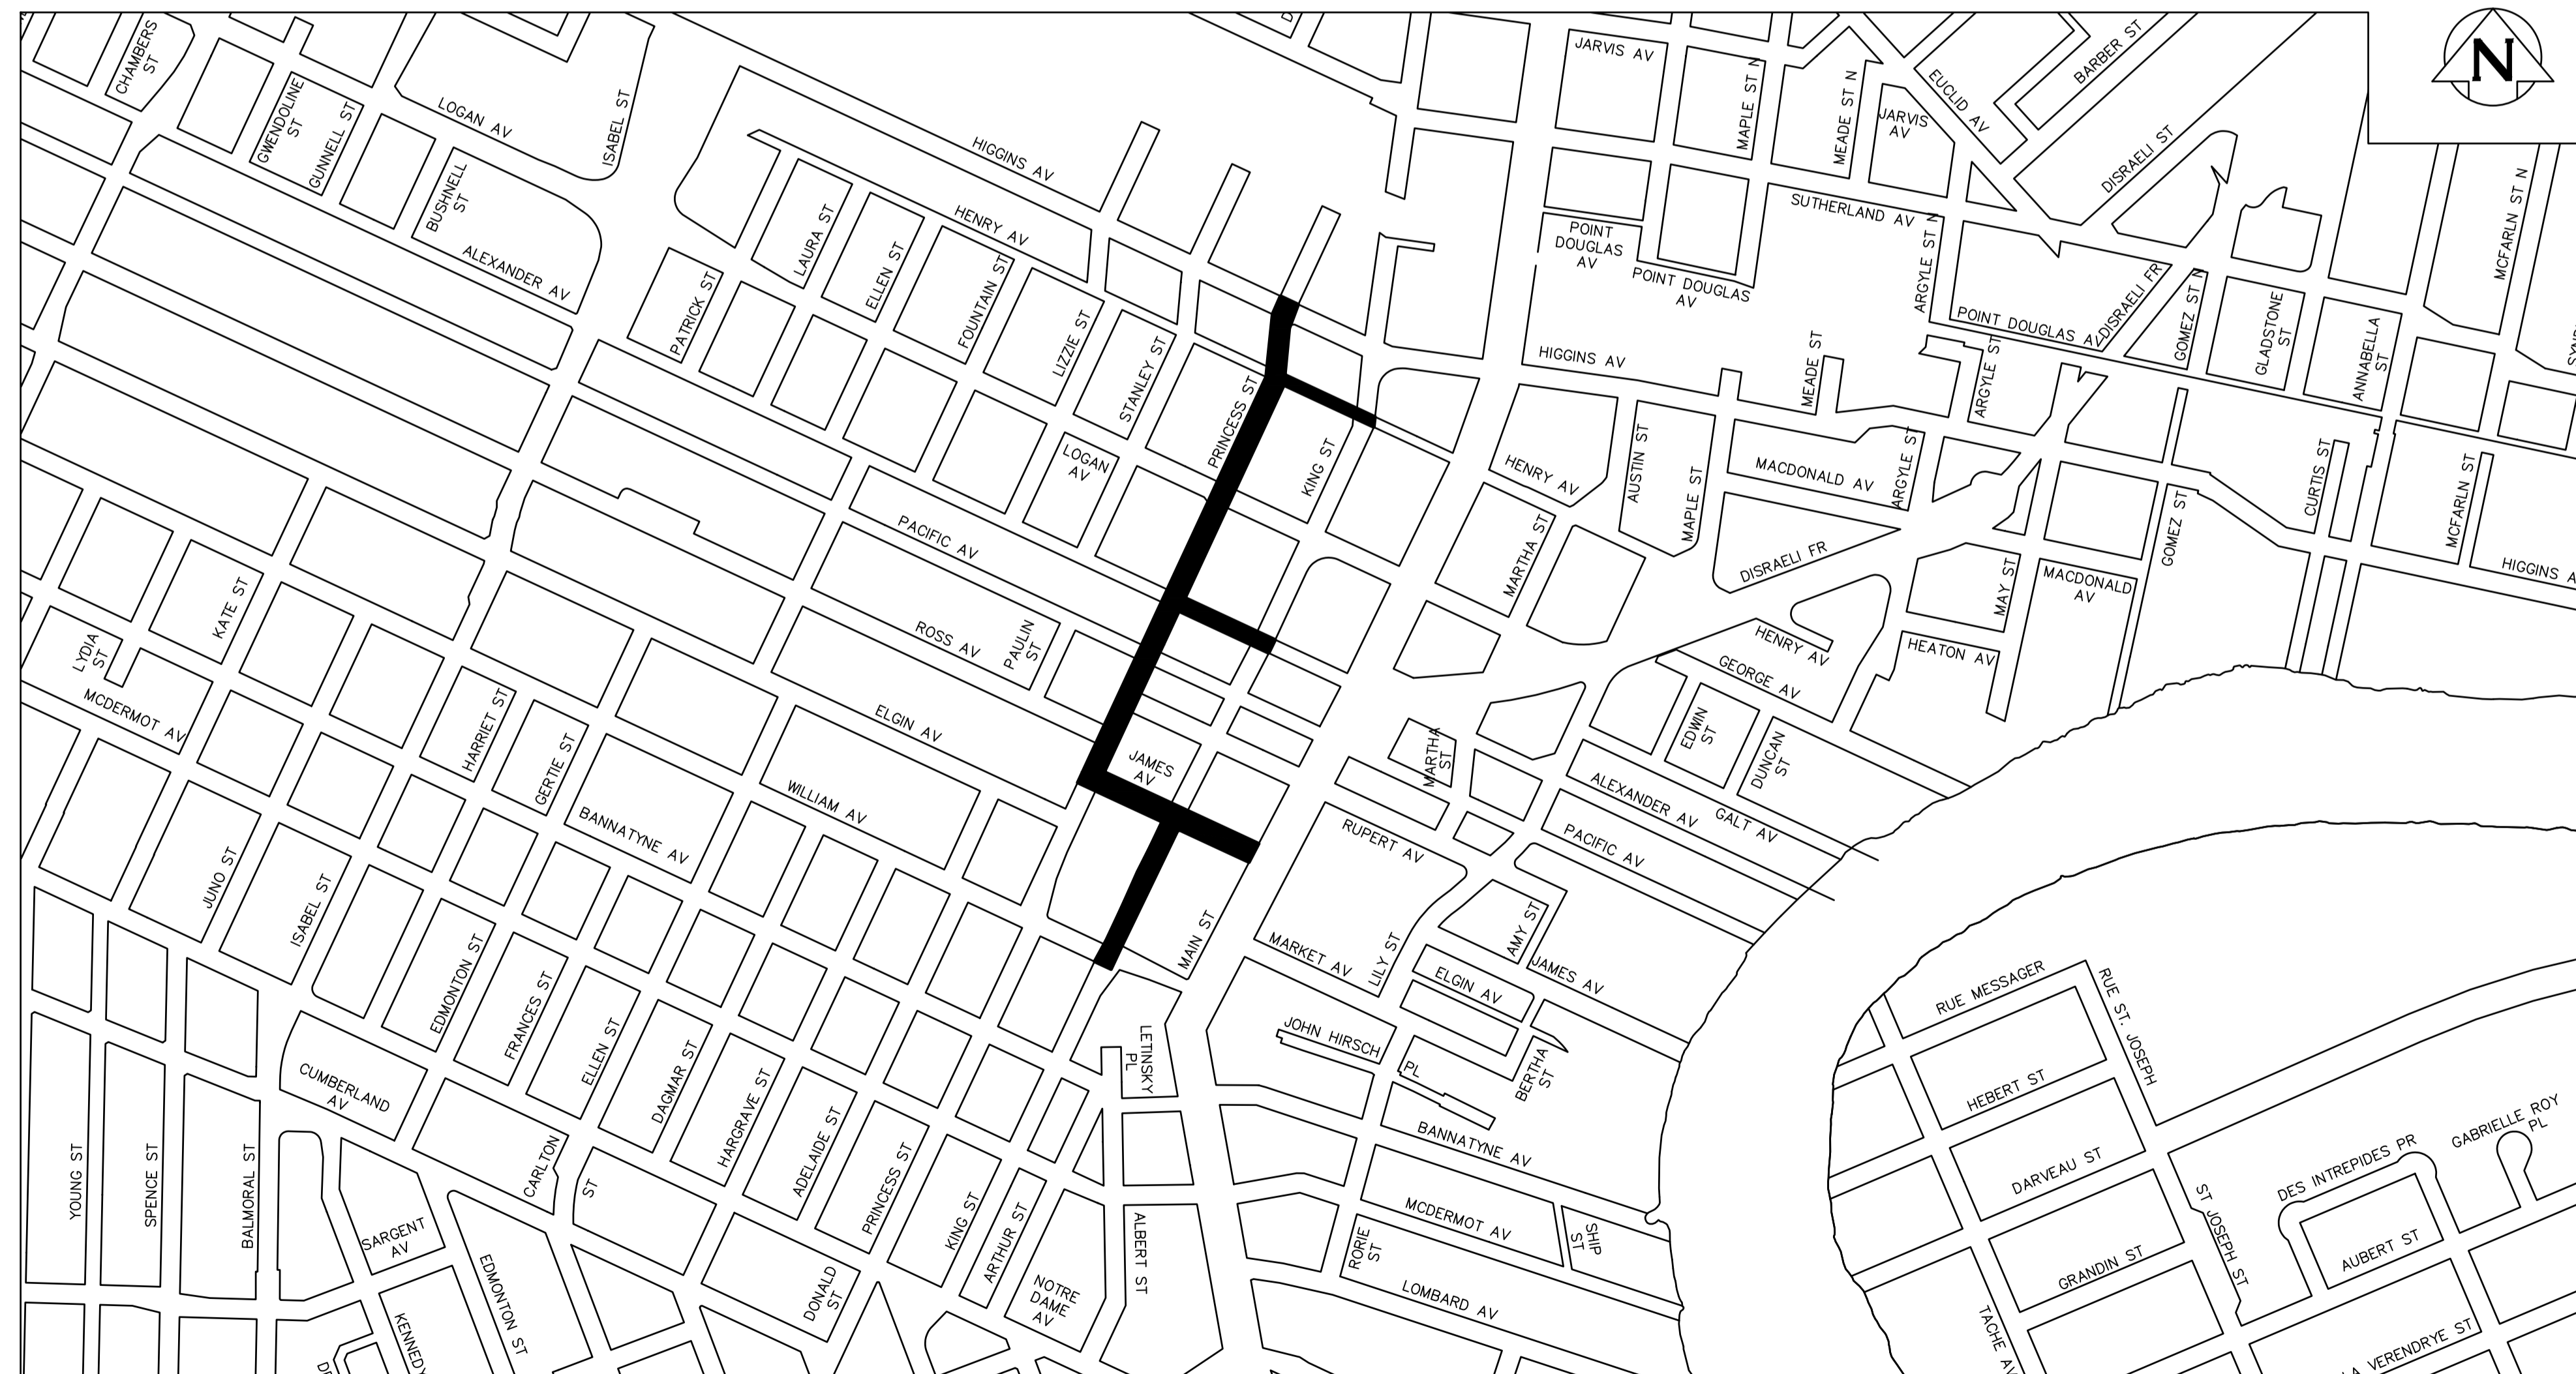 N
CHAMBERS
ST
GWENDOLINE
ST
GUNNELL ST
LOGAN AV
ISABEL ST
BUSHNELL
ST
ALEXANDER AV
HIGGINS AV
HENRY AV
LAURA ST
ELLEN ST
FOUNTAIN ST
PATRICK ST
LIZZIE ST
STANLEY ST
LOGAN
AV
PRINCESS ST
KING ST
JARVIS AV
MAPLE ST N
MEADE ST N
JARVIS
AV
EUCLID AV
BARBER ST
DISRAELI ST
SUTHERLAND AV
ARGYLE ST N
POINT
DOUGLAS
AV
POINT DOUGLAS
AV
POINT DOUGLAS AV
DISRAELI FR
GOMEZ ST N
GLADSTONE
ST
ANNABELLA
ST
MCFARLN ST N
HIGGINS AV
MEADE ST
ARGYLE ST
HENRY AV
AUSTIN ST
MAPLE ST
MACDONALD AV
ARGYLE ST
DISRAELI FR
MARTHA ST
GOMEZ ST
CURTIS ST
MCFARLN ST
HIGGINS A
MAY ST
MACDONALD
AV
HEATON AV
HENRY AV
GEORGE AV
EDWIN
ST
DUNCAN
ST
MARTHA
ST
ALEXANDER AV
GALT AV
PACIFIC AV
RUPERT AV
AMY ST
JAMES AV
LILY ST
MARKET AV
ELGIN AV
JOHN HIRSCH
PL
BERTHA
ST
BANNATYNE AV
MCDERMOT AV
SHIP
ST
RORIE
ST
LOMBARD AV
PACIFIC AV
ROSS AV
PAULIN
ST
ELGIN AV
JAMES
AV
WILLIAM AV
BANNATYNE AV
KATE ST
LYDIA
ST
MCDERMOT AV
HARRIET ST
GERTIE ST
JUNO ST
ISABEL ST
EDMONTON ST
FRANCES ST
ELLEN ST
DAGMAR ST
HARGRAVE ST
ADELAIDE ST
PRINCESS ST
KING ST
ARTHUR ST
MAIN ST
LETINSKY
PL
ALBERT ST
NOTRE
DAME
AV
DONALD
ST
CUMBERLAND
AV
CARLTON
ST
YOUNG ST
SPENCE ST
BALMORAL ST
SARGENT
AV
EDMONTON ST
KENNEDY
RUE MESSAGER
RUE ST. JOSEPH
HEBERT ST
DARVEAU ST
GRANDIN ST
ST JOSEPH ST
TACHE AV
DES INTREPIDES PR
GABRIELLE ROY
PL
AUBERT ST
LA VERENDRYE ST